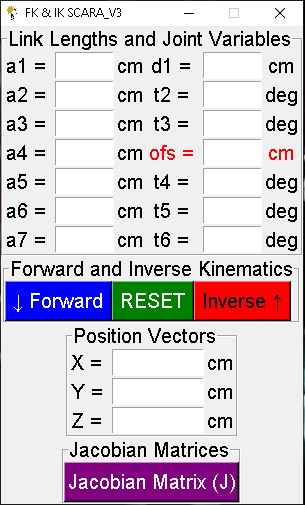 FK & IK SCARA_V3
Link Lengths and Joint Variables
a1 = cm d1 = cm
a2 = cm t2 = deg
a3 = cm t3 = deg
a4 = cm ofs = cm
a5 = cm t4 = deg
a6 = cm t5 = deg
a7 = cm t6 = deg
Forward and Inverse Kinematics
↓ Forward RESET Inverse ↑
Position Vectors
X = cm
Y = cm
Z = cm
Jacobian Matrices
Jacobian Matrix (J)